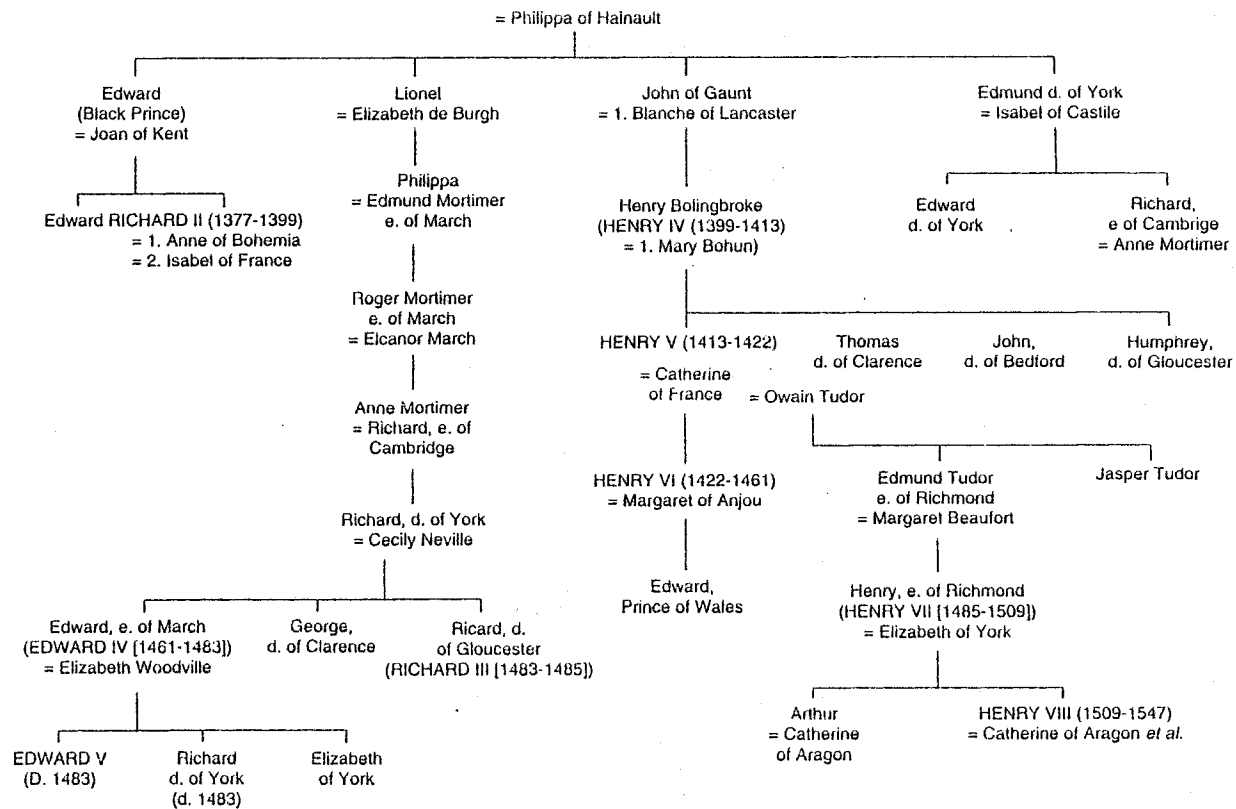 = Philippa of Hainault
Edward
(Black Prince)
= Joan of Kent
Lionel
= Elizabeth de Burgh
John of Gaunt
= 1. Blanche of Lancaster
Edmund d. of York
= Isabel of Castile
Edward RICHARD II (1377-1399)
= 1. Anne of Bohemia
= 2. Isabel of France
Philippa
= Edmund Mortimer
e. of March
Henry Bolingbroke
(HENRY IV (1399-1413)
= 1. Mary Bohun)
Edward
d. of York
Richard,
e of Cambrige
= Anne Mortimer
Roger Mortimer
e. of March
= Elcanor March
HENRY V (1413-1422)
= Catherine
of France
Thomas
d. of Clarence
John,
d. of Bedford
Humphrey,
d. of Gloucester
= Owain Tudor
Anne Mortimer
= Richard, e. of
Cambridge
HENRY VI (1422-1461)
= Margaret of Anjou
Edmund Tudor
e. of Richmond
= Margaret Beaufort
Jasper Tudor
Richard, d. of York
= Cecily Neville
Edward,
Prince of Wales
Henry, e. of Richmond
(HENRY VII [1485-1509])
= Elizabeth of York
Edward, e. of March
(EDWARD IV [1461-1483])
= Elizabeth Woodville
George,
d. of Clarence
Ricard, d.
of Gloucester
(RICHARD III [1483-1485])
Arthur
= Catherine
of Aragon
HENRY VIII (1509-1547)
= Catherine of Aragon et al.
EDWARD V
(D. 1483)
Richard
d. of York
(d. 1483)
Elizabeth
of York